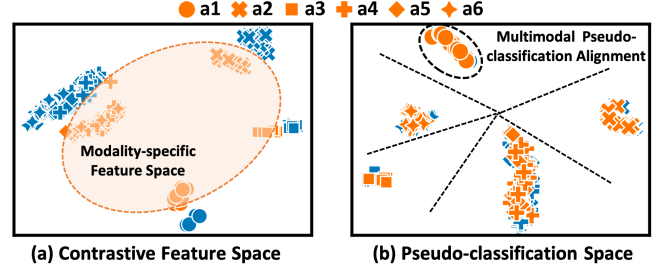 a1 a2 a3 a4 a5 a6
Multimodal Pseudo-
classification Alignment
Modality-specific
Feature Space
(a) Contrastive Feature Space
(b) Pseudo-classification Space